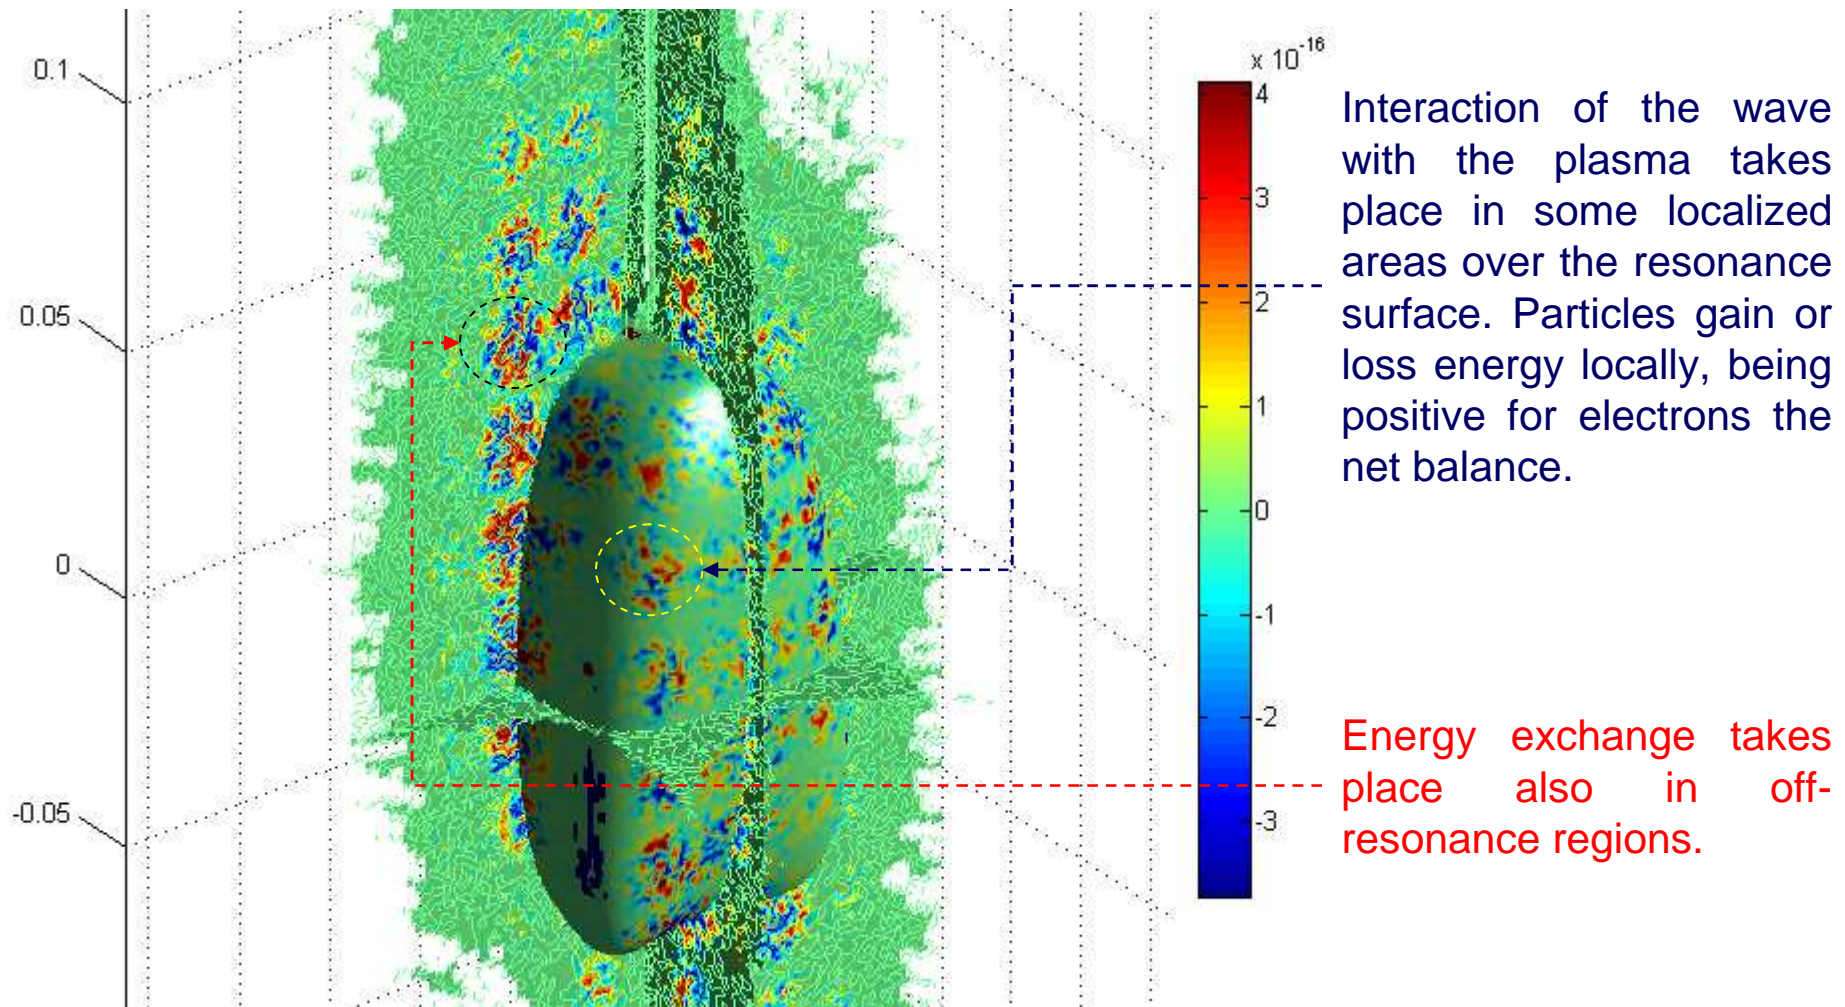 0.1
0.05
0
-0.05
x 10^-16
4
3
2
1
0
-1
-2
-3
Interaction of the wave
with the plasma takes
place in some localized
areas over the resonance
surface. Particles gain or
loss energy locally, being
positive for electrons the
net balance.
Energy exchange takes
place also in off-
resonance regions.